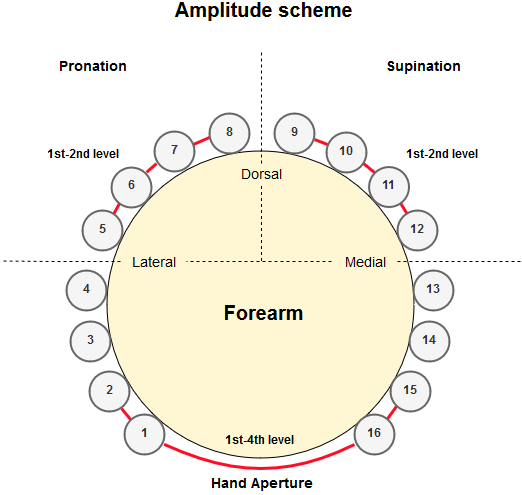 Amplitude scheme
Pronation
Supination
8
9
7
10
1st-2nd level
1st-2nd level
6
11
Dorsal
5
12
Lateral
Medial
4
13
Forearm
3
14
2
15
1
16
1st-4th level
Hand Aperture